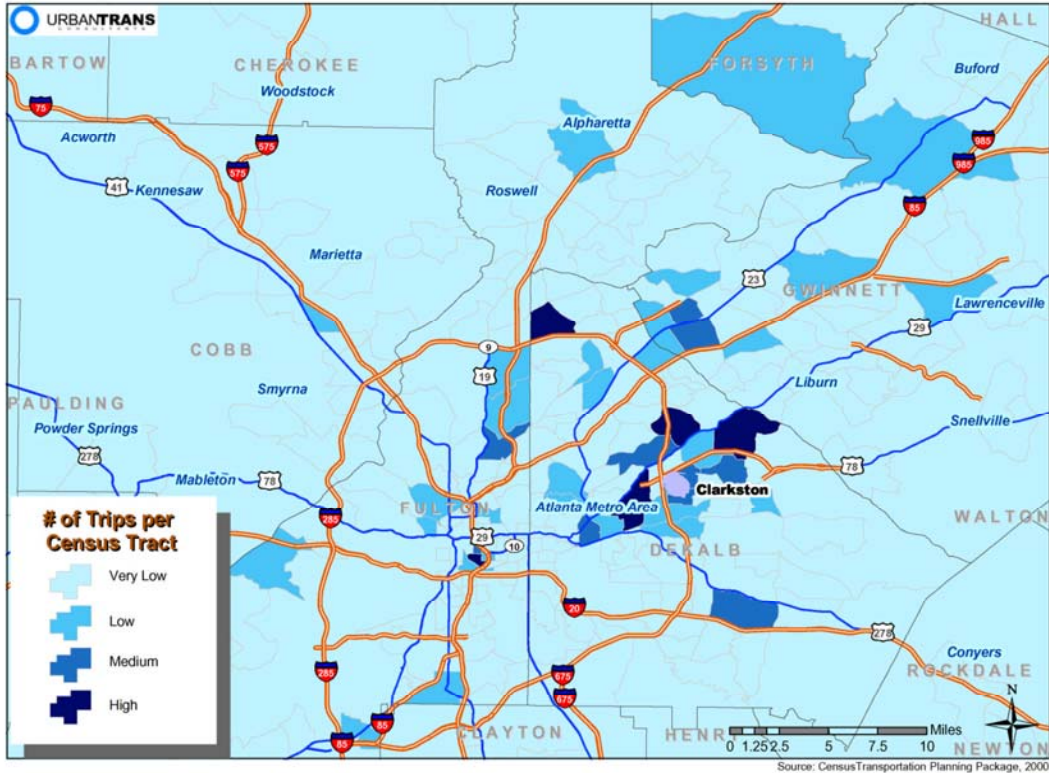 URBANTRANS
CONSULTANTS
HALL
BARTOW
CHEROKEE
FORSYTH
Buford
Woodstock
75
Acworth
Alpharetta
575
985
985
575
41
Kennesaw
Roswell
85
Marietta
23
GWINNETT
Lawrenceville
29
COBB
9
19
Smyrna
Liburn
PAULDING
Snellville
Powder Springs
278
78
Mableton
78
Clarkston
# of Trips per
Census Tract
Very Low
Low
Medium
High
285
FULTON
Atlanta Metro Area
WALTON
29
10
DEKALB
20
278
Conyers
ROCKDALE
285
675
675
85
85
CLAYTON
HENRY
N
Miles
0 1.25 2.5 5 7.5 10
NEWTON
Source: CensusTransportation Planning Package, 2000